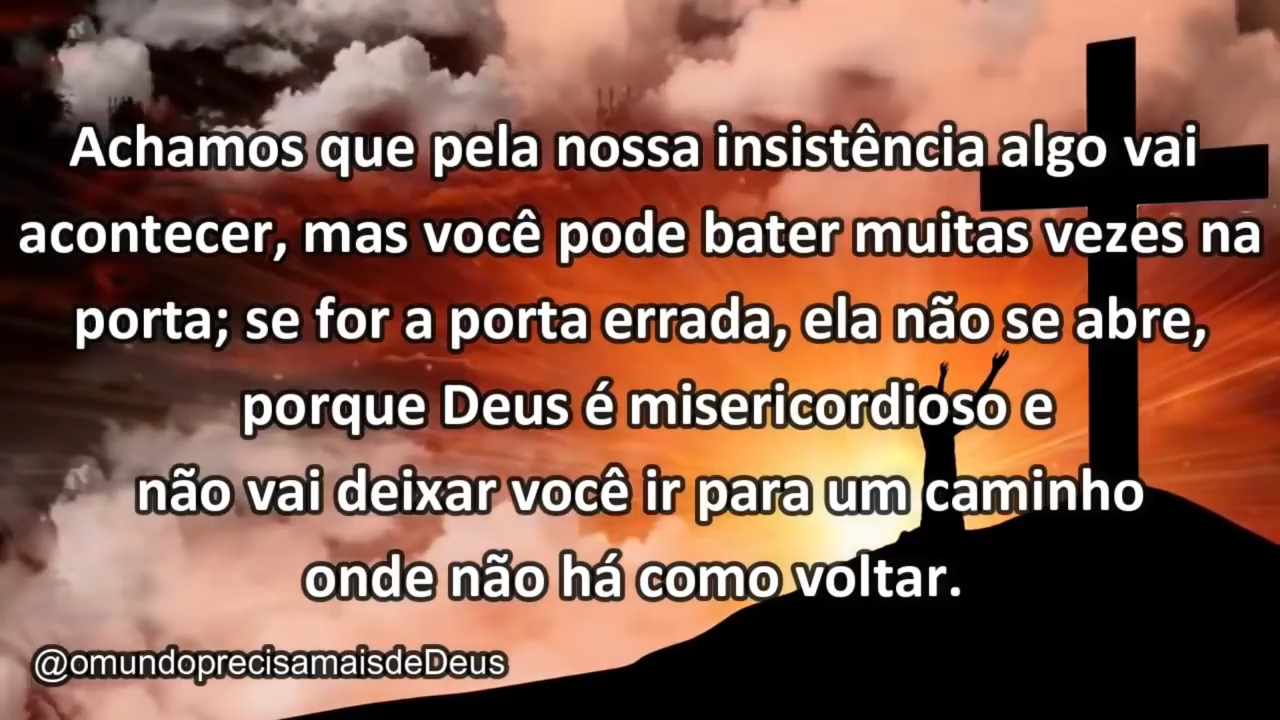 Achamos que pela nossa insistência algo vai
acontecer, mas você pode bater muitas vezes na
porta; se for a porta errada, ela não se abre,
porque Deus é misericordioso e
não vai deixar você ir para um caminho
onde não há como voltar.
@omundoprecisamaisdeDeus